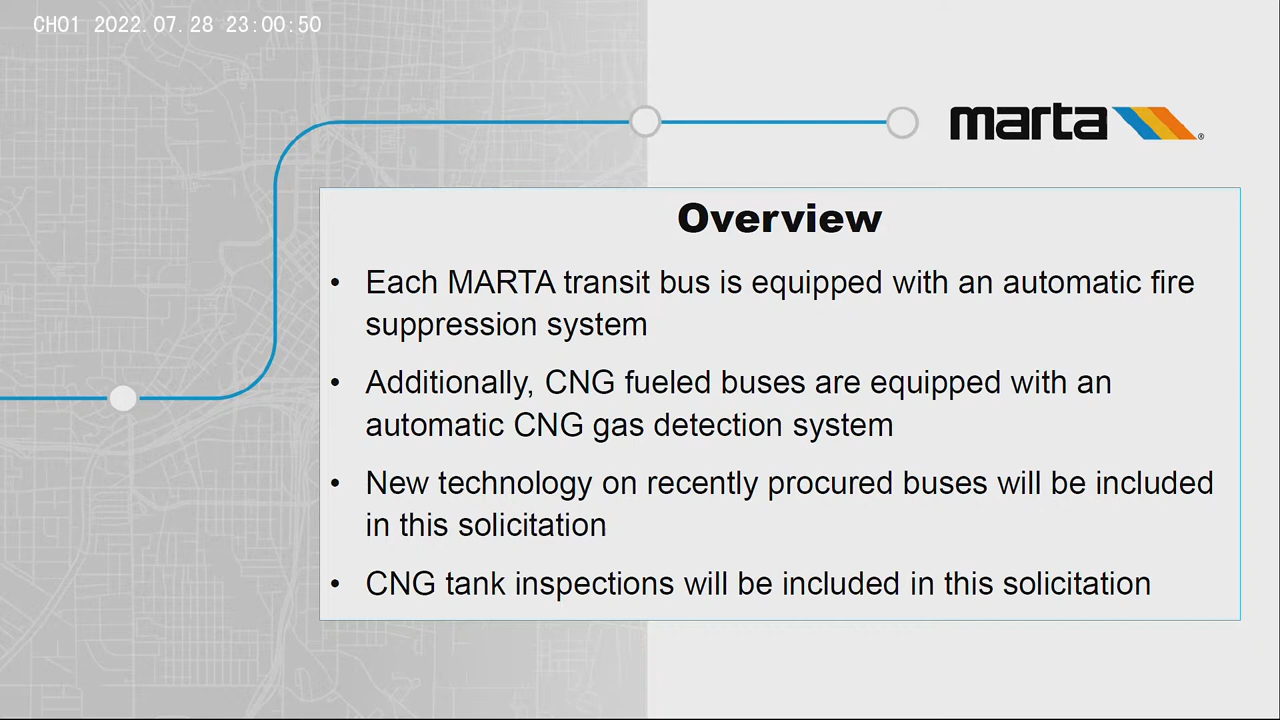 CH01 2022.07.28 23:00:50
marta
Overview
• Each MARTA transit bus is equipped with an automatic fire
suppression system
• Additionally, CNG fueled buses are equipped with an
automatic CNG gas detection system
• New technology on recently procured buses will be included
in this solicitation
• CNG tank inspections will be included in this solicitation